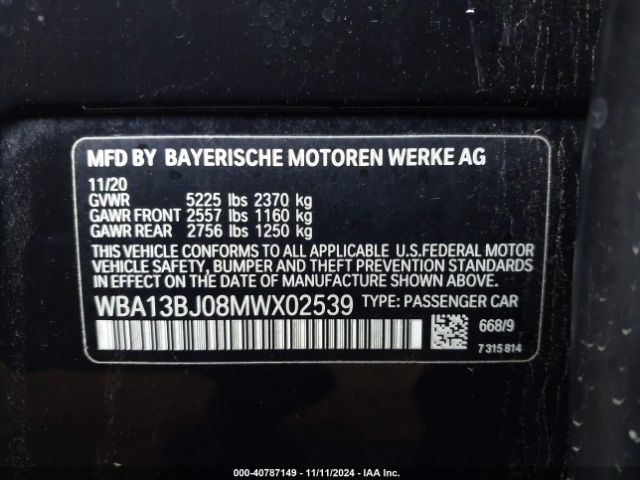 MFD BY BAYERISCHE MOTOREN WERKE AG
11/20
GVWR 5225 lbs 2370 kg
GAWR FRONT 2557 lbs 1160 kg
GAWR REAR 2756 lbs 1250 kg
THIS VEHICLE CONFORMS TO ALL APPLICABLE U.S.FEDERAL MOTOR
VEHICLE SAFETY, BUMPER AND THEFT PREVENTION STANDARDS
IN EFFECT ON THE DATE OF MANUFACTURE SHOWN ABOVE.
WBA13BJ08MWX02539 TYPE: PASSENGER CAR
668/9
7 315 814
000-40787149 - 11/11/2024 - IAA Inc.